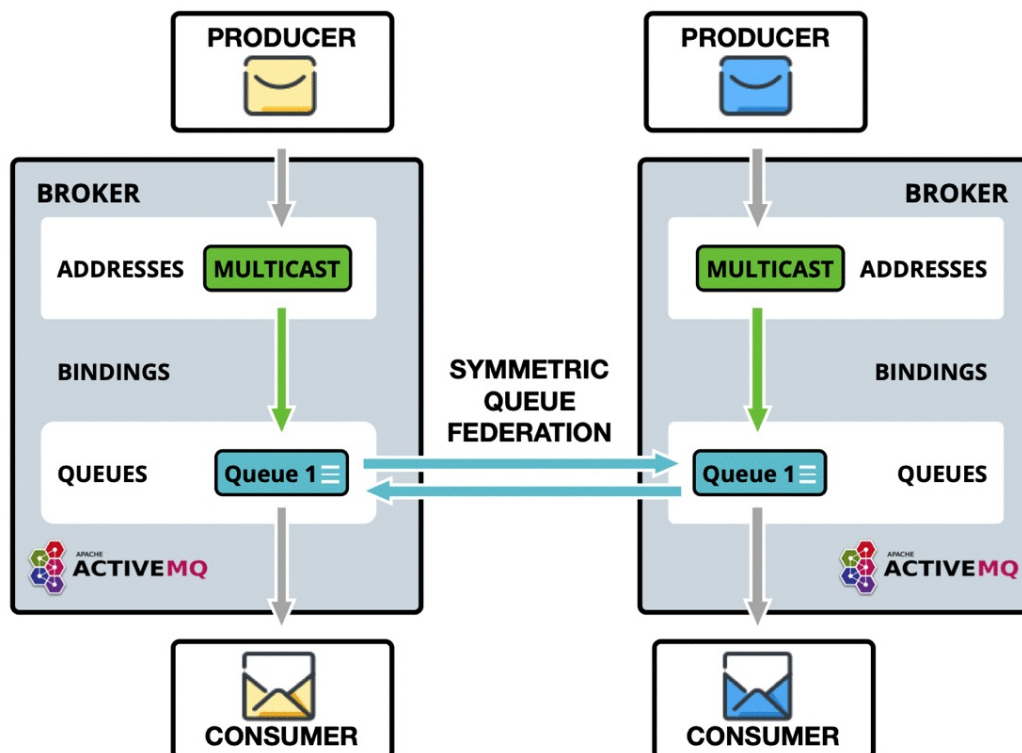 PRODUCER
PRODUCER
BROKER
ADDRESSES
MULTICAST
BINDINGS
QUEUES
Queue 1
APACHE
ACTIVEMQ
SYMMETRIC
QUEUE
FEDERATION
BROKER
MULTICAST
ADDRESSES
BINDINGS
Queue 1
QUEUES
APACHE
ACTIVEMQ
CONSUMER
CONSUMER